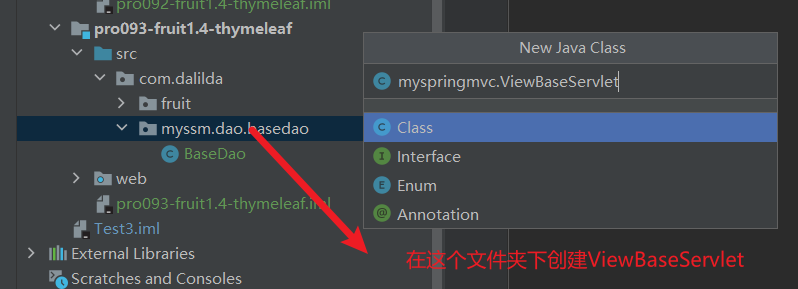 pro092-fruit1.4-thymeleaf.iml
pro093-fruit1.4-thymeleaf
src
com.dalilda
fruit
myssm.dao.basedao
BaseDao
web
pro093-fruit1.4-thymeleaf.iml
Test3.iml
External Libraries
Scratches and Consoles
New Java Class
myspringmvc.ViewBaseServlet
Class
Interface
Enum
Annotation
在这个文件夹下创建ViewBaseServlet